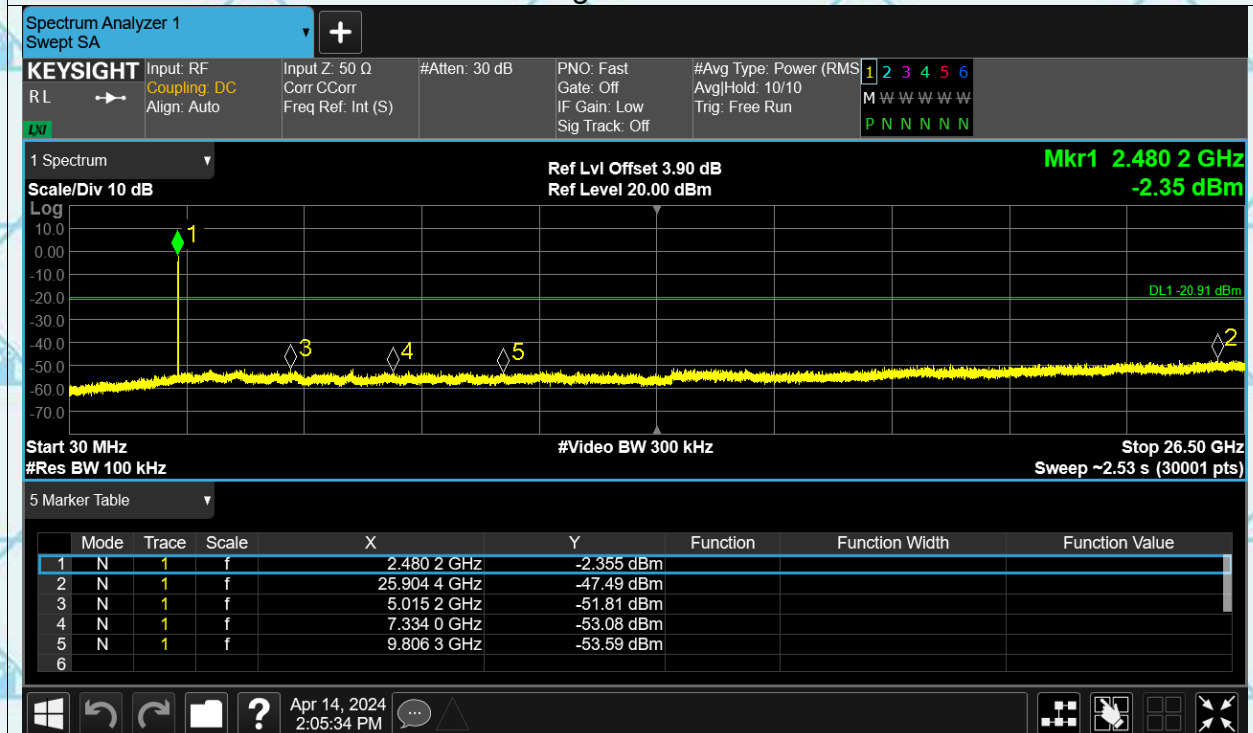 Spectrum Analyzer 1
Swept SA
+
KEYSIGHT
RL
LXI
Input: RF
Coupling: DC
Align: Auto
Input Z: 50 Ω
Corr CCorr
Freq Ref: Int (S)
#Atten: 30 dB
PNO: Fast
Gate: Off
IF Gain: Low
Sig Track: Off
#Avg Type: Power (RMS
Avg|Hold: 10/10
Trig: Free Run
1 2 3 4 5 6
M W W W W W
P N N N N N
1 Spectrum
Scale/Div 10 dB
Ref Lvl Offset 3.90 dB
Ref Level 20.00 dBm
Mkr1 2.480 2 GHz
-2.35 dBm
Log
10.0
0.00
-10.0
-20.0
-30.0
-40.0
-50.0
-60.0
-70.0
1
3
4
5
2
DL1 -20.91 dBm
Start 30 MHz
#Res BW 100 kHz
#Video BW 300 kHz
Stop 26.50 GHz
Sweep ~2.53 s (30001 pts)
5 Marker Table
Mode Trace Scale X Y Function Function Width Function Value
1 N 1 f 2.480 2 GHz -2.355 dBm
2 N 1 f 25.904 4 GHz -47.49 dBm
3 N 1 f 5.015 2 GHz -51.81 dBm
4 N 1 f 7.334 0 GHz -53.08 dBm
5 N 1 f 9.806 3 GHz -53.59 dBm
6
?
Apr 14, 2024
2:05:34 PM